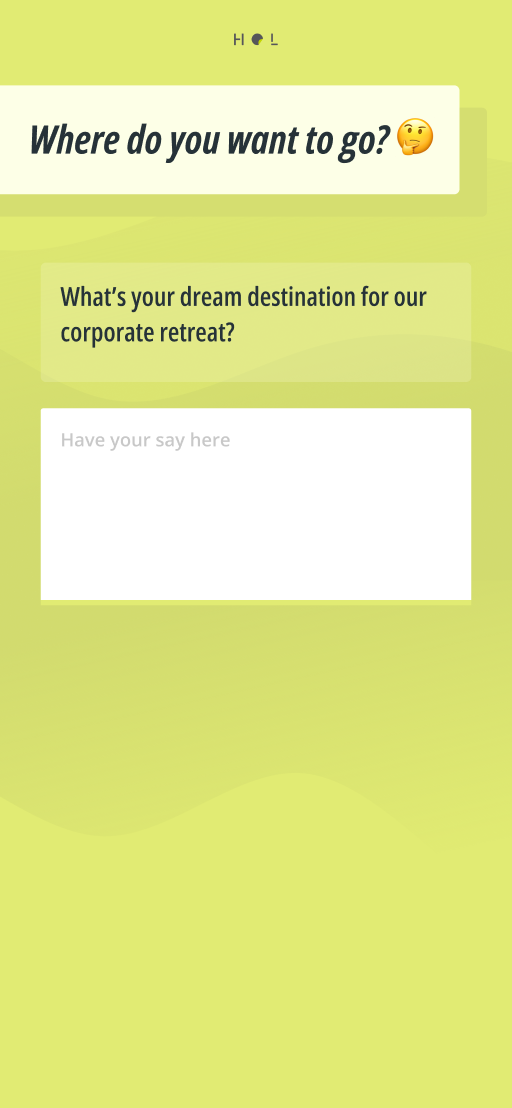 Where do you want to go? 🤔
What's your dream destination for our
corporate retreat?
Have your say here